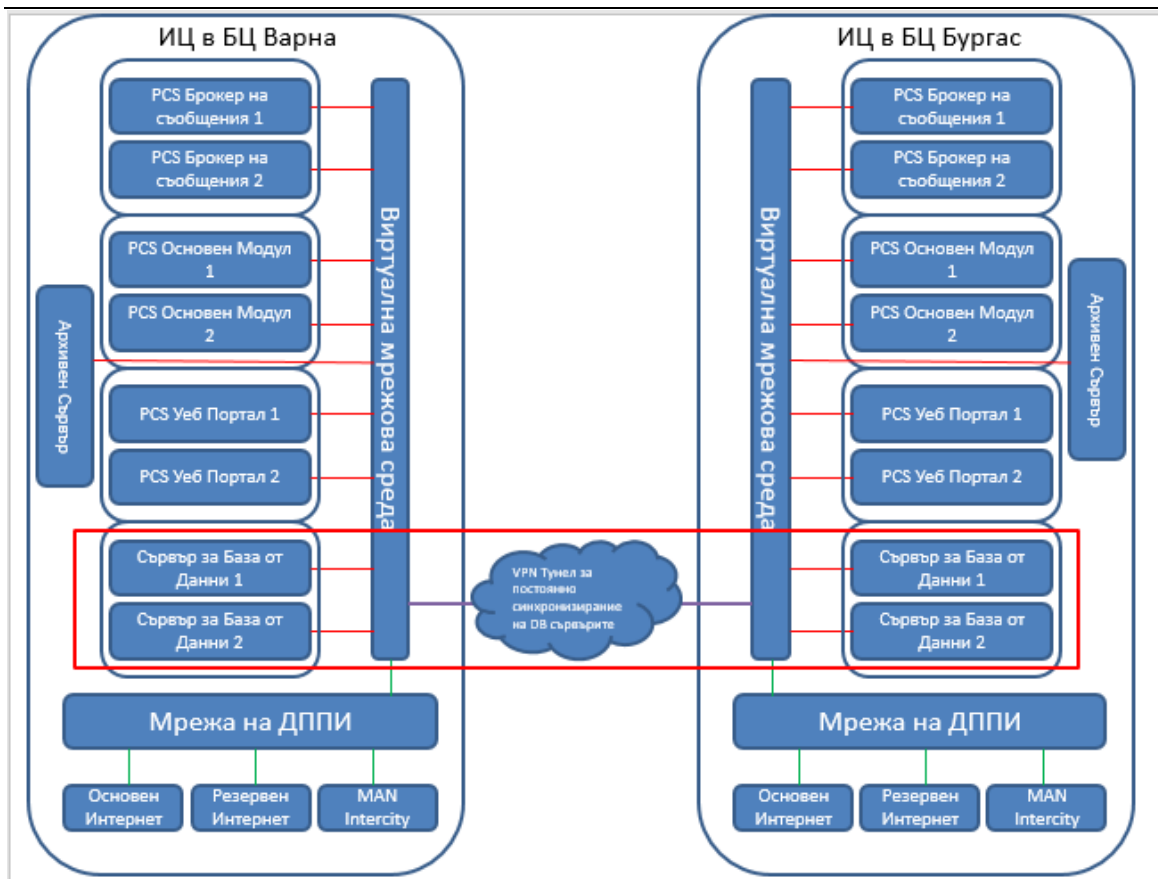 ИЦ в БЦ Варна
PCS Брокер на
съобщения 1
PCS Брокер на
съобщения 2
PCS Основен Модул
1
PCS Основен Модул
2
PCS Уеб Портал 1
PCS Уеб Портал 2
Сървър за База от
Данни 1
Сървър за База от
Данни 2
Архивен Сървър
Виртуална мрежова среда
Мрежа на ДППИ
Основен
Интернет
Резервен
Интернет
MAN
Intercity
VPN Тунел за
постоянно
синхронизиране
на DB сървърите
ИЦ в БЦ Бургас
Виртуална мрежова среда
PCS Брокер на
съобщения 1
PCS Брокер на
съобщения 2
PCS Основен Модул
1
PCS Основен Модул
2
PCS Уеб Портал 1
PCS Уеб Портал 2
Сървър за База от
Данни 1
Сървър за База от
Данни 2
Архивен Сървър
Мрежа на ДППИ
Основен
Интернет
Резервен
Интернет
MAN
Intercity